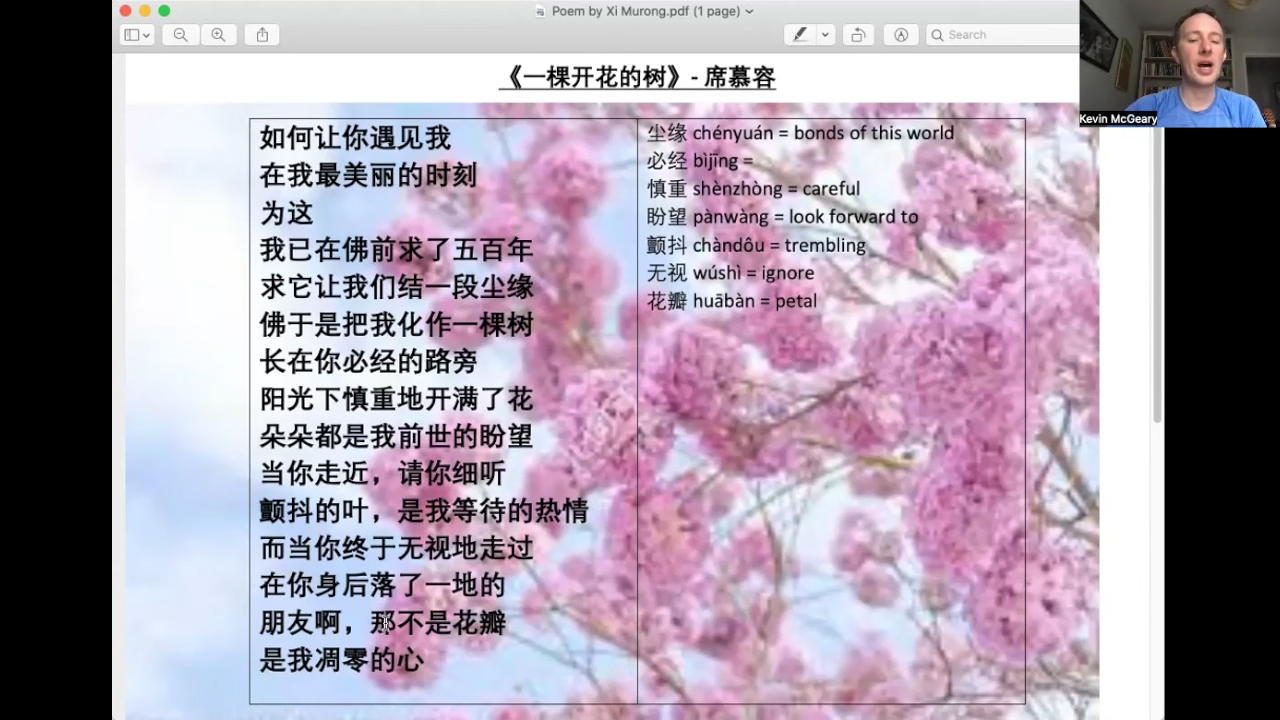 Poem by Xi Murong.pdf (1 page)
Search
Kevin McGeary
《一棵开花的树》- 席慕容
如何让你遇见我
在我最美丽的时刻
为这
我已在佛前求了五百年
求它让我们结一段尘缘
佛于是把我化作一棵树
长在你必经的路旁
阳光下慎重地开满了花
朵朵都是我前世的盼望
当你走近，请你细听
颤抖的叶，是我等待的热情
而当你终于无视地走过
在你身后落了一地的
朋友啊，那不是花瓣
是我凋零的心
尘缘 chényuán = bonds of this world
必经 bìjīng =
慎重 shènzhòng = careful
盼望 pànwàng = look forward to
颤抖 chàndôu = trembling
无视 wúshì = ignore
花瓣 huābàn = petal